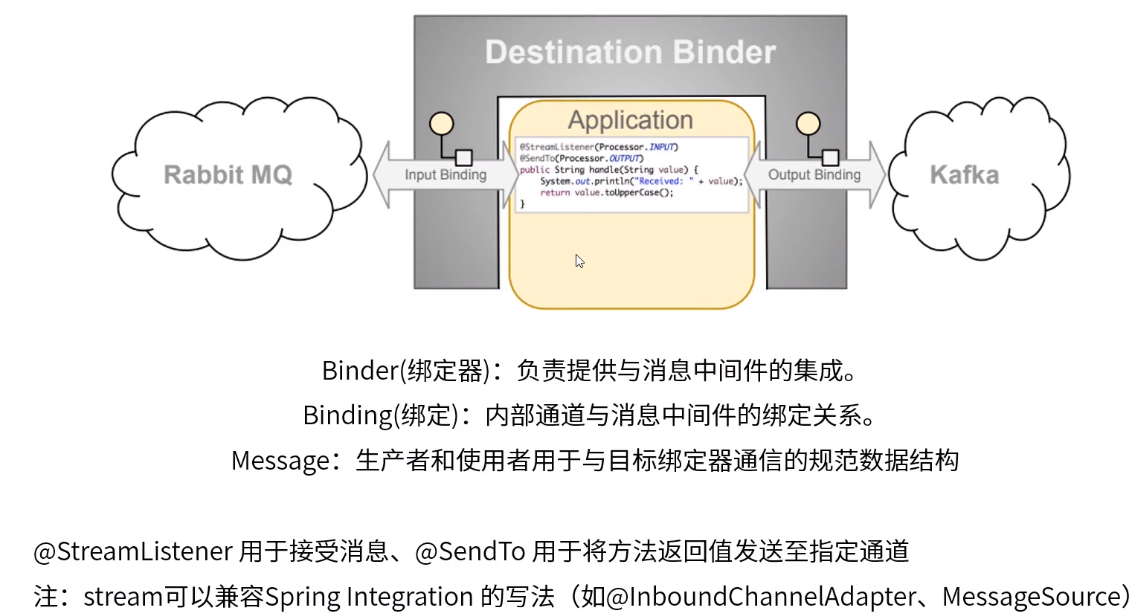 Destination Binder
Application
@StreamListener(Processor.INPUT)
@SendTo(Processor.OUTPUT)
public String handle(String value) {
System.out.println("Received: " + value);
return value.toUpperCase();
}
Rabbit MQ
Input Binding
Output Binding
Kafka
Binder(绑定器)：负责提供与消息中间件的集成。
Binding(绑定)：内部通道与消息中间件的绑定关系。
Message：生产者和使用者用于与目标绑定器通信的规范数据结构
@StreamListener 用于接受消息、@SendTo 用于将方法返回值发送至指定通道
注：stream可以兼容Spring Integration 的写法（如@InboundChannelAdapter、MessageSource）